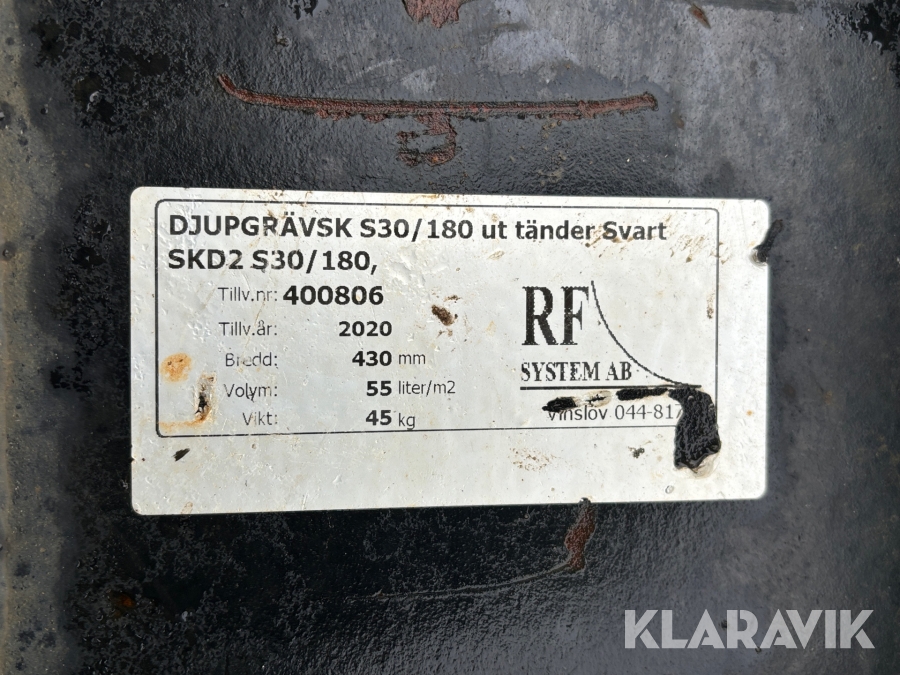 DJUPGRÄVSK S30/180 ut tänder Svart
SKD2 S30/180,
Tillv.nr: 400806
Tillv.år: 2020
Bredd: 430 mm
Volym: 55 liter/m2
Vikt: 45 kg
RF
SYSTEM AB
Vinslöv 044-817
KLARAVIK